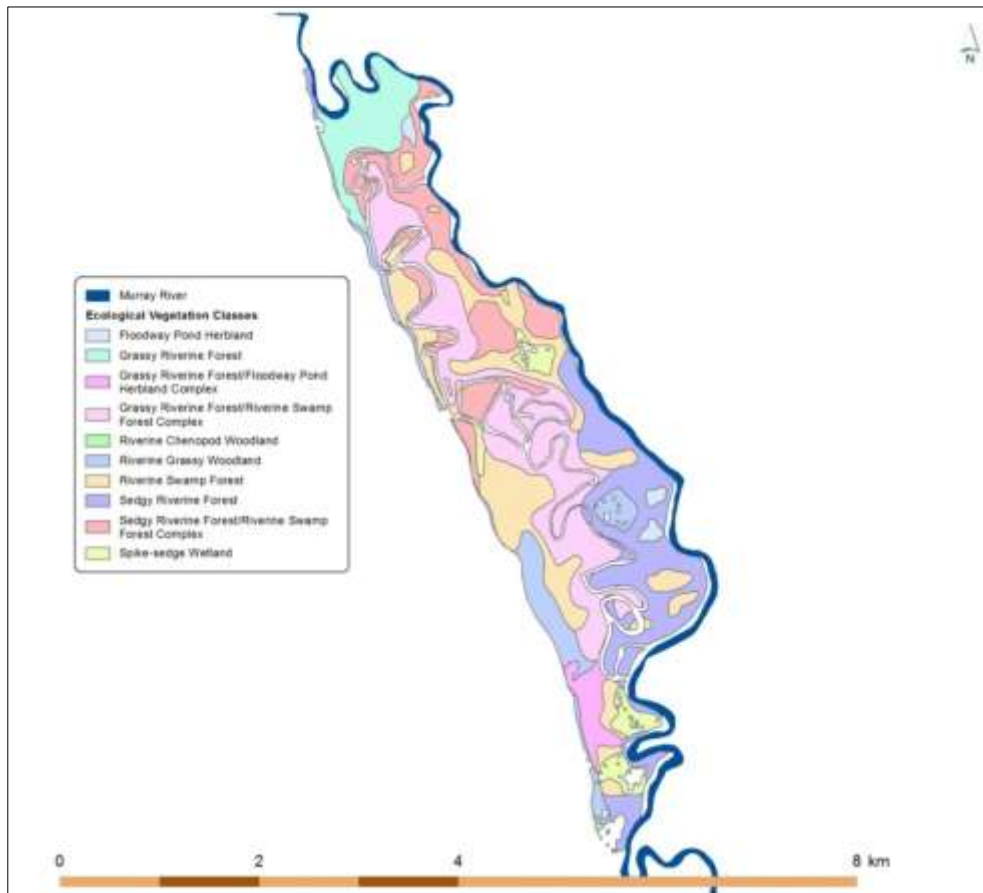 N
Murray River
Ecological Vegetation Classes
Floodway Pond Herbland
Grassy Riverine Forest
Grassy Riverine Forest/Floodway Pond
Herbland Complex
Grassy Riverine Forest/Riverine Swamp
Forest Complex
Riverine Chenopod Woodland
Riverine Grassy Woodland
Riverine Swamp Forest
Sedgy Riverine Forest
Sedgy Riverine Forest/Riverine Swamp
Forest Complex
Spike-sedge Wetland
0 2 4 8 km